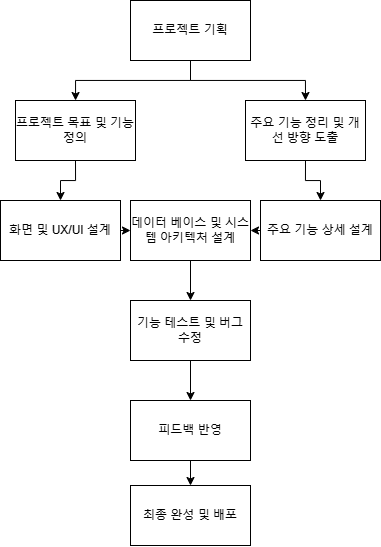 프로젝트 기획
프로젝트 목표 및 기능
정의
주요 기능 정리 및 개
선 방향 도출
화면 및 UX/UI 설계
데이터 베이스 및 시스
템 아키텍처 설계
주요 기능 상세 설계
기능 테스트 및 버그
수정
피드백 반영
최종 완성 및 배포